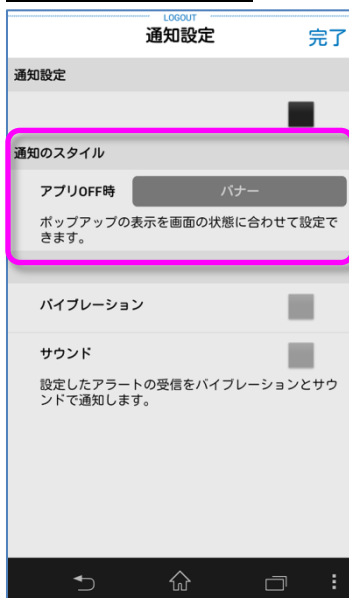 LOGOUT
通知設定
完了
通知設定
通知のスタイル
アプリOFF時
バナー
ポップアップの表示を画面の状態に合わせて設定で
きます。
バイブレーション
サウンド
設定したアラートの受信をバイブレーションとサウ
ンドで通知します。